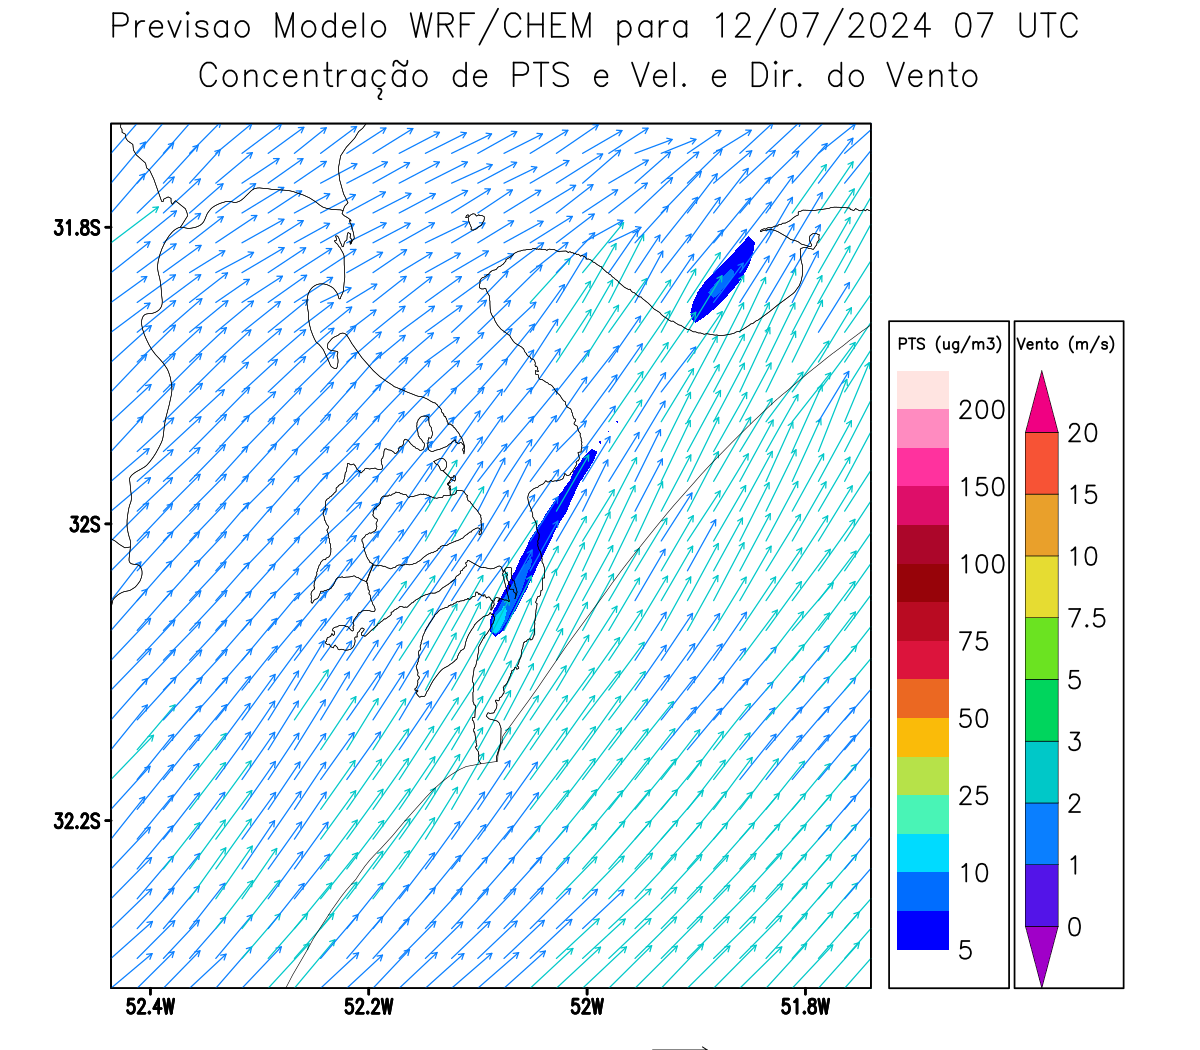 Previsao Modelo WRF/CHEM para 12/07/2024 07 UTC
Concentração de PTS e Vel. e Dir. do Vento
31.8S
32S
32.2S
52.4W 52.2W 52W 51.8W
PTS (ug/m3)
200
150
100
75
50
25
10
5
Vento (m/s)
20
15
10
7.5
5
3
2
1
0